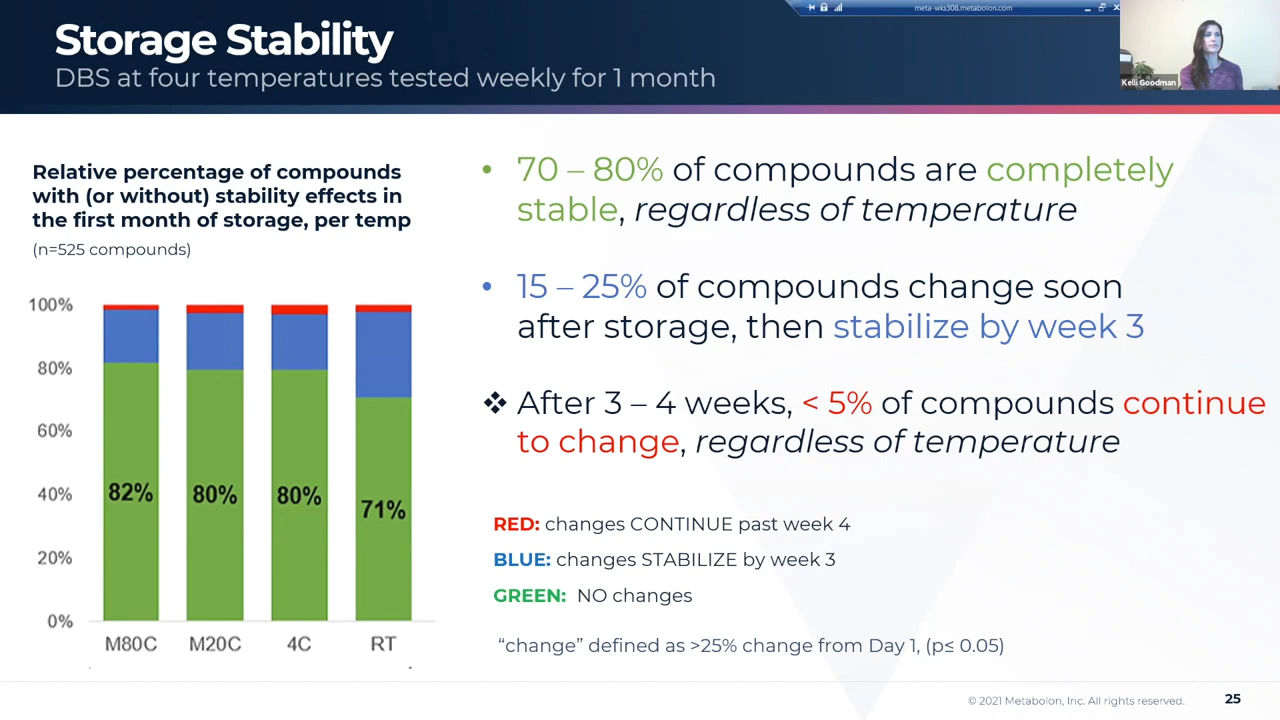 meta-wks308.metabolon.com
Storage Stability
DBS at four temperatures tested weekly for 1 month
Kelli Goodman
Relative percentage of compounds
with (or without) stability effects in
the first month of storage, per temp
(n=525 compounds)
100%
80%
60%
40%
20%
0%
82%
80%
80%
71%
M80C
M20C
4C
RT
• 70 – 80% of compounds are completely
stable, regardless of temperature
• 15 – 25% of compounds change soon
after storage, then stabilize by week 3
❖ After 3 – 4 weeks, < 5% of compounds continue
to change, regardless of temperature
RED: changes CONTINUE past week 4
BLUE: changes STABILIZE by week 3
GREEN: NO changes
“change” defined as >25% change from Day 1, (p≤ 0.05)
© 2021 Metabolon, Inc. All rights reserved.
25